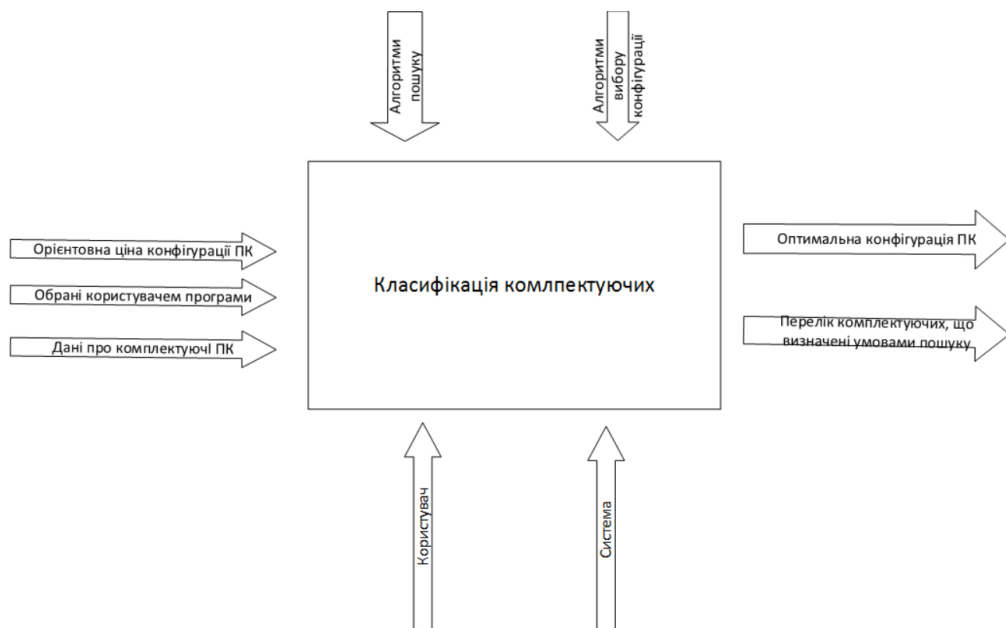 Алгоритми
пошуку
Алгоритми
вибору
конфігурації
Орієнтовна ціна конфігурації ПК
Обрані користувачем програми
Дані про комплектуючІ ПК
Класифікація комлпектуючих
Оптимальна конфігурація ПК
Перелік комплектуючих, що
визначені умовами пошуку
Користувач
Система